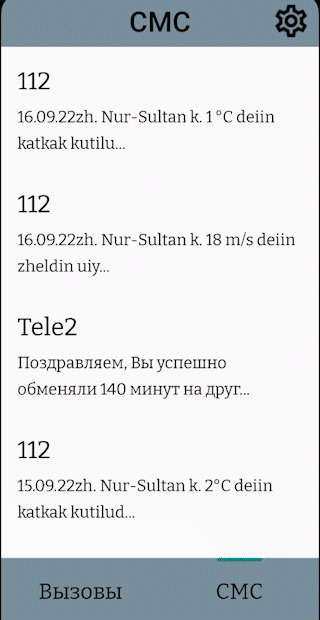 СМС
112
16.09.22zh. Nur-Sultan k. 1 °C deiin
katkak kutilu...
112
16.09.22zh. Nur-Sultan k. 18 m/s deiin
zheldin uiy...
Tele2
Поздравляем, Вы успешно
обменяли 140 минут на друг...
112
15.09.22zh. Nur-Sultan k. 2°C deiin
katkak kutilud...
Вызовы
СМС